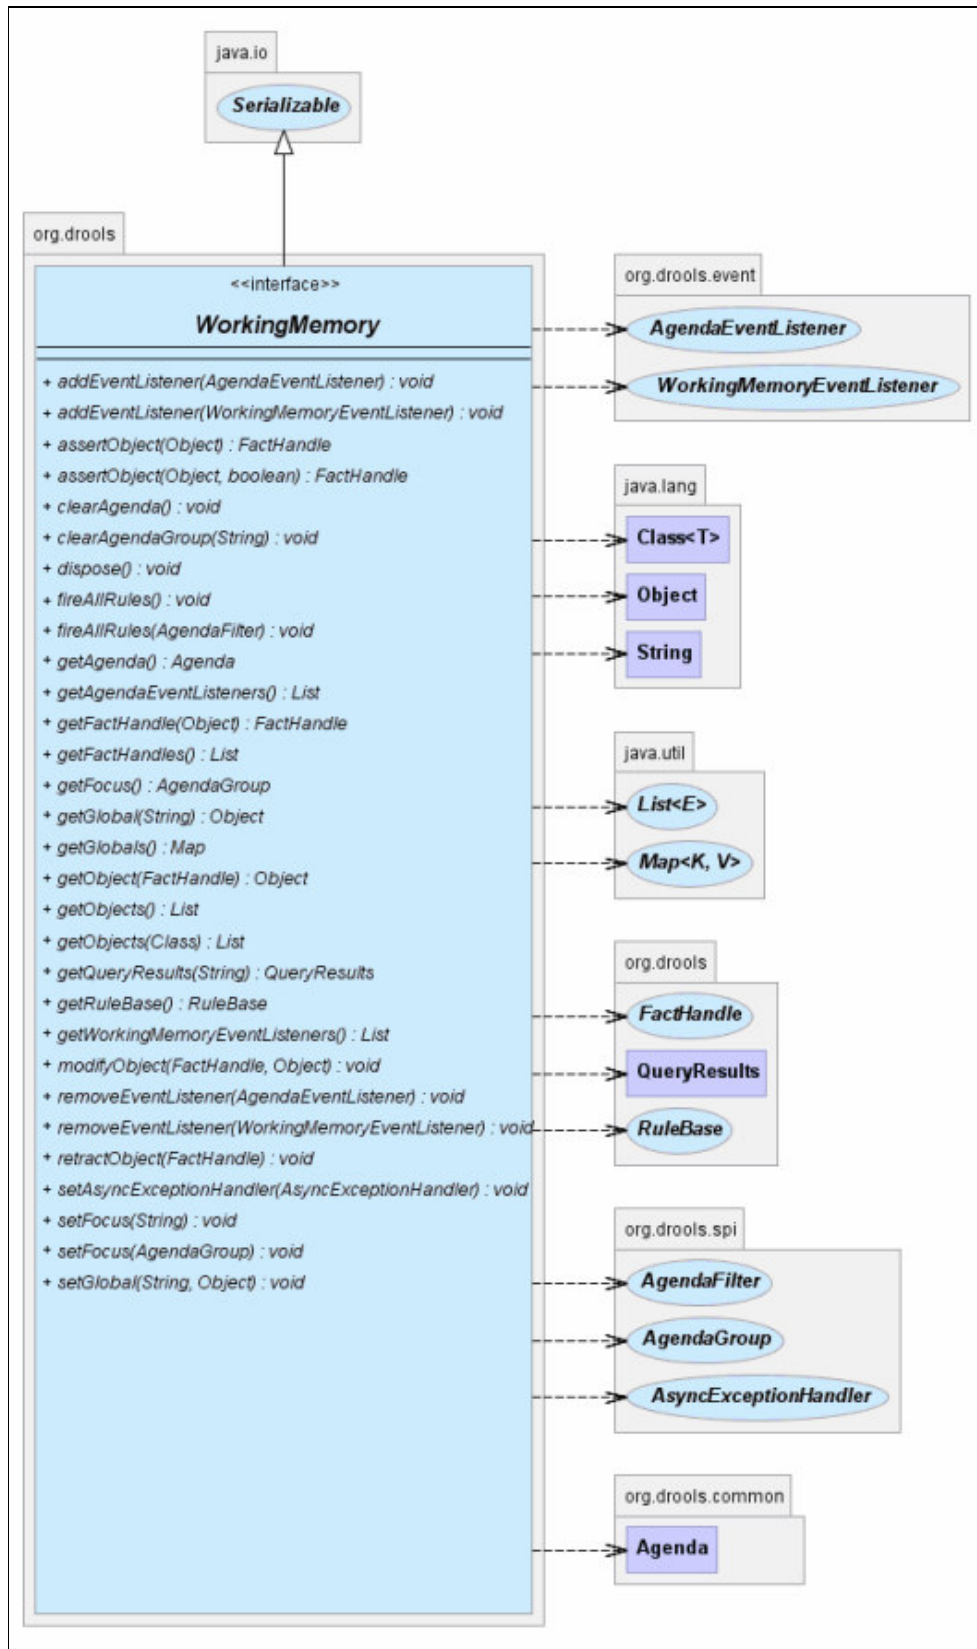 java.io
Serializable
org.drools
<<interface>>
WorkingMemory
+ addEventListener(AgendaEventListener) : void
+ addEventListener(WorkingMemoryEventListener) : void
+ assertObject(Object) : FactHandle
+ assertObject(Object, boolean) : FactHandle
+ clearAgenda() : void
+ clearAgendaGroup(String) : void
+ dispose() : void
+ fireAllRules() : void
+ fireAllRules(AgendaFilter) : void
+ getAgenda() : Agenda
+ getAgendaEventListeners() : List
+ getFactHandle(Object) : FactHandle
+ getFactHandles() : List
+ getFocus() : AgendaGroup
+ getGlobal(String) : Object
+ getGlobals() : Map
+ getObject(FactHandle) : Object
+ getObjects() : List
+ getObjects(Class) : List
+ getQueryResults(String) : QueryResults
+ getRuleBase() : RuleBase
+ getWorkingMemoryEventListeners() : List
+ modifyObject(FactHandle, Object) : void
+ removeEventListener(AgendaEventListener) : void
+ removeEventListener(WorkingMemoryEventListener) : void
+ retractObject(FactHandle) : void
+ setAsyncExceptionHandler(AsyncExceptionHandler) : void
+ setFocus(String) : void
+ setFocus(AgendaGroup) : void
+ setGlobal(String, Object) : void
org.drools.event
AgendaEventListener
WorkingMemoryEventListener
java.lang
Class<T>
Object
String
java.util
List<E>
Map<K, V>
org.drools
FactHandle
QueryResults
RuleBase
org.drools.spi
AgendaFilter
AgendaGroup
AsyncExceptionHandler
org.drools.common
Agenda